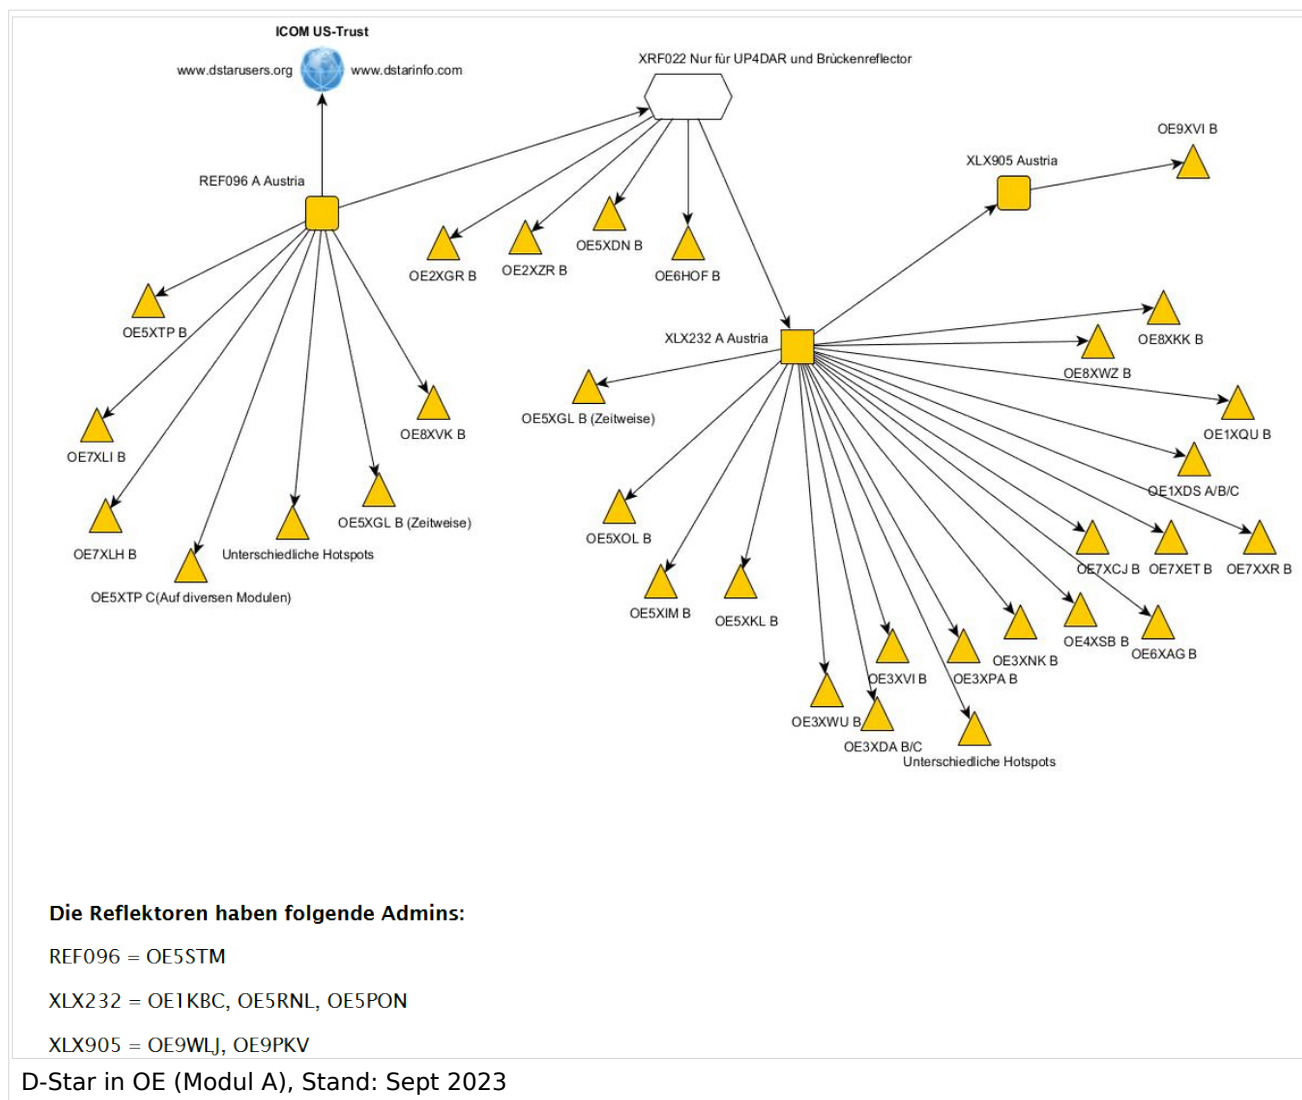 ICOM US-Trust
www.dstarusers.org
www.dstarinfo.com
XRF022 Nur für UP4DAR und Brückenreflector
OE9XVI B
XLX905 Austria
REF096 A Austria
OE5XDN B
OE2XZR B
OE2XGR B
OE6HOF B
OE5XTP B
XLX232 A Austria
OE8XKK B
OE8XWZ B
OE5XGL B (Zeitweise)
OE8XVK B
OE1XQU B
OE7XLI B
OE1XDS A/B/C
OE5XGL B (Zeitweise)
OE5XOL B
OE7XLH B
Unterschiedliche Hotspots
OE7XCJ B
OE7XET B
OE7XXR B
OE5XTP C(Auf diversen Modulen)
OE5XIM B
OE5XKL B
OE4XSB B
OE6XAG B
OE3XNK B
OE3XVI B
OE3XPA B
OE3XWU B
OE3XDA B/C
Unterschiedliche Hotspots
Die Reflektoren haben folgende Admins:
REF096 = OE5STM
XLX232 = OE1KBC, OE5RNL, OE5PON
XLX905 = OE9WLJ, OE9PKV
D-Star in OE (Modul A), Stand: Sept 2023